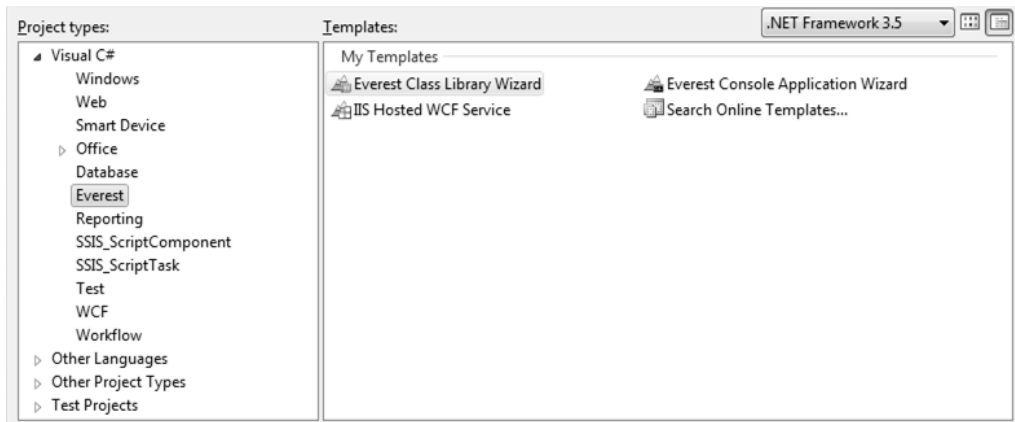 Project types:
Templates:
.NET Framework 3.5
Visual C#
Windows
Web
Smart Device
Office
Database
Everest
Reporting
SSIS_ScriptComponent
SSIS_ScriptTask
Test
WCF
Workflow
Other Languages
Other Project Types
Test Projects
My Templates
Everest Class Library Wizard
Everest Console Application Wizard
IIS Hosted WCF Service
Search Online Templates...